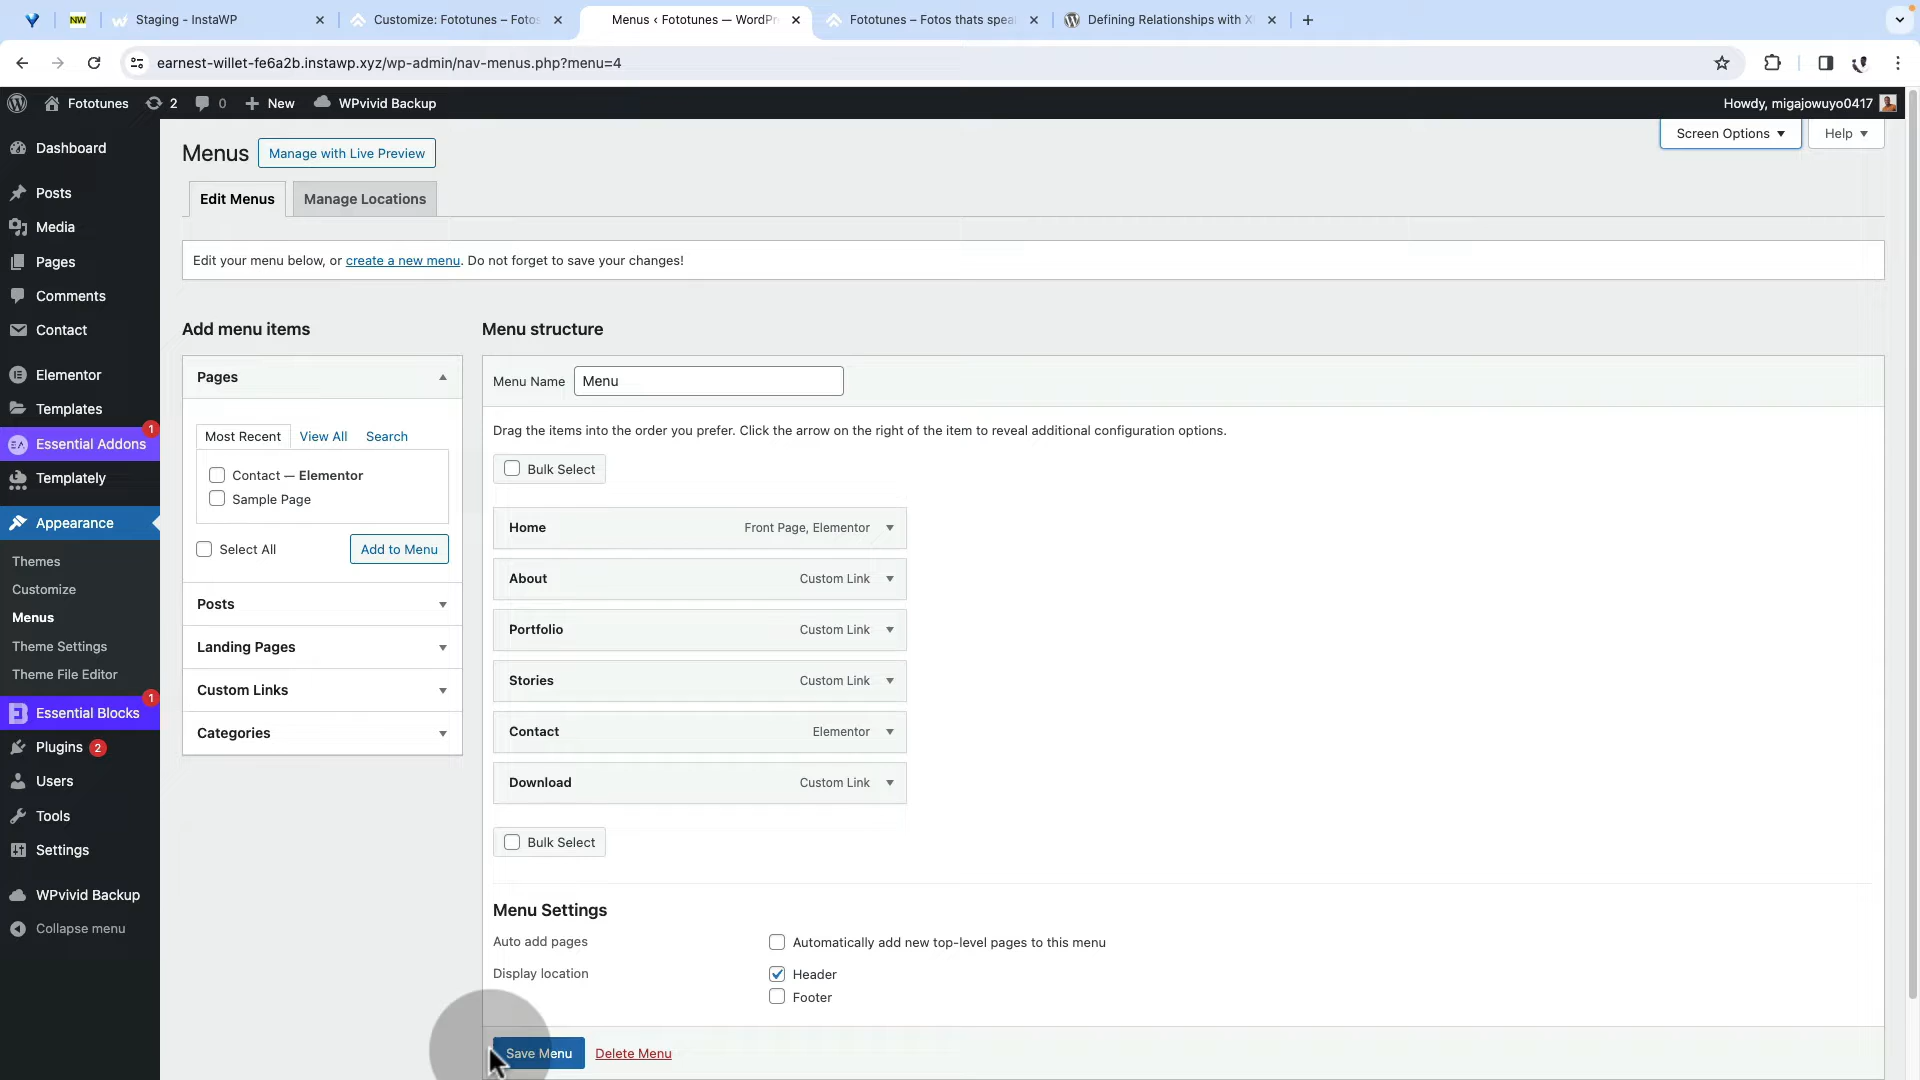 NW
Staging - InstaWP
Customize: Fototunes – Fotos
Menus ‹ Fototunes — WordPr
Fototunes – Fotos thats spea
Defining Relationships with X
earnest-willet-fe6a2b.instawp.xyz/wp-admin/nav-menus.php?menu=4
Fototunes
2
0
New
WPvivid Backup
Howdy, migajowuyo0417
Dashboard
Posts
Media
Pages
Comments
Contact
Elementor
Templates
Essential Addons
1
Templately
Appearance
Themes
Customize
Menus
Theme Settings
Theme File Editor
Essential Blocks
1
Plugins 2
Users
Tools
Settings
WPvivid Backup
Collapse menu
Menus
Manage with Live Preview
Screen Options
Help
Edit Menus
Manage Locations
Edit your menu below, or create a new menu. Do not forget to save your changes!
Add menu items
Pages
Most Recent
View All
Search
Contact — Elementor
Sample Page
Select All
Add to Menu
Posts
Landing Pages
Custom Links
Categories
Menu structure
Menu Name
Menu
Drag the items into the order you prefer. Click the arrow on the right of the item to reveal additional configuration options.
Bulk Select
Home
Front Page, Elementor
About
Custom Link
Portfolio
Custom Link
Stories
Custom Link
Contact
Elementor
Download
Custom Link
Bulk Select
Menu Settings
Auto add pages
Automatically add new top-level pages to this menu
Display location
Header
Footer
Save Menu
Delete Menu